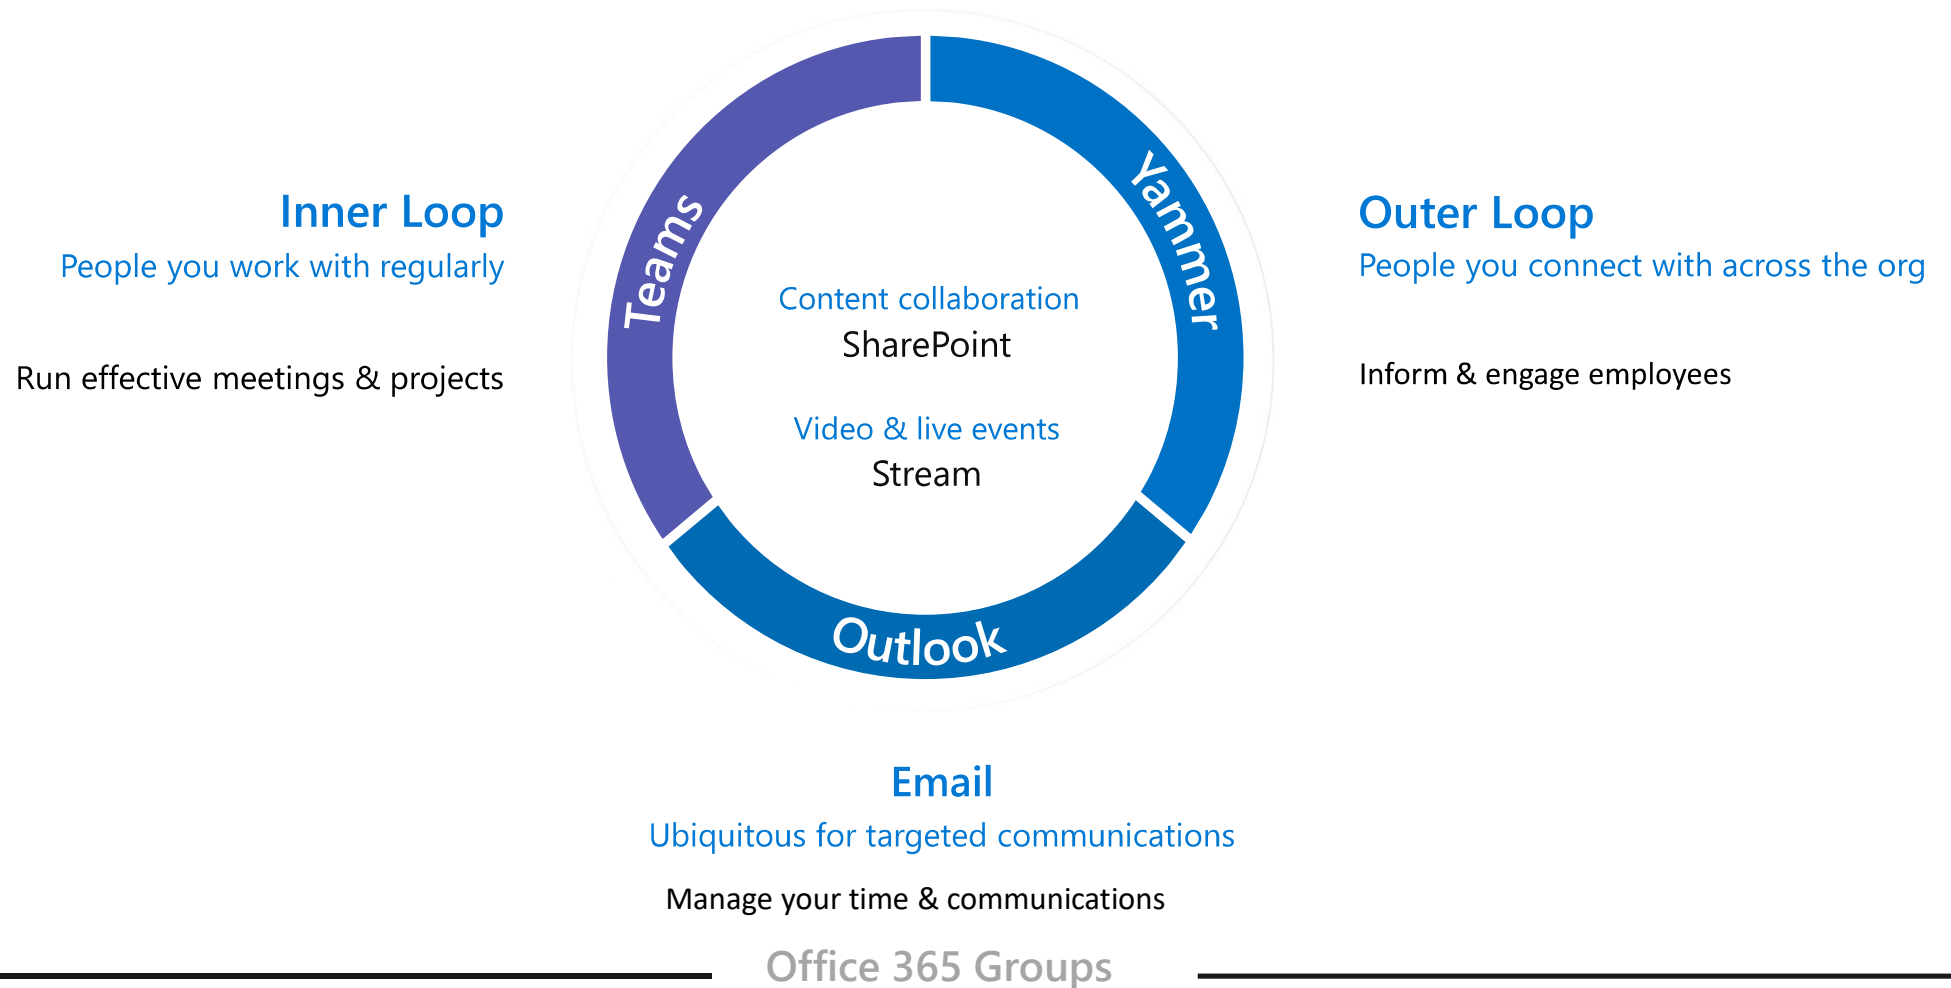 Inner Loop
People you work with regularly
Run effective meetings & projects
Teams
Yammer
Outlook
Content collaboration
SharePoint
Video & live events
Stream
Outer Loop
People you connect with across the org
Inform & engage employees
Email
Ubiquitous for targeted communications
Manage your time & communications
Office 365 Groups